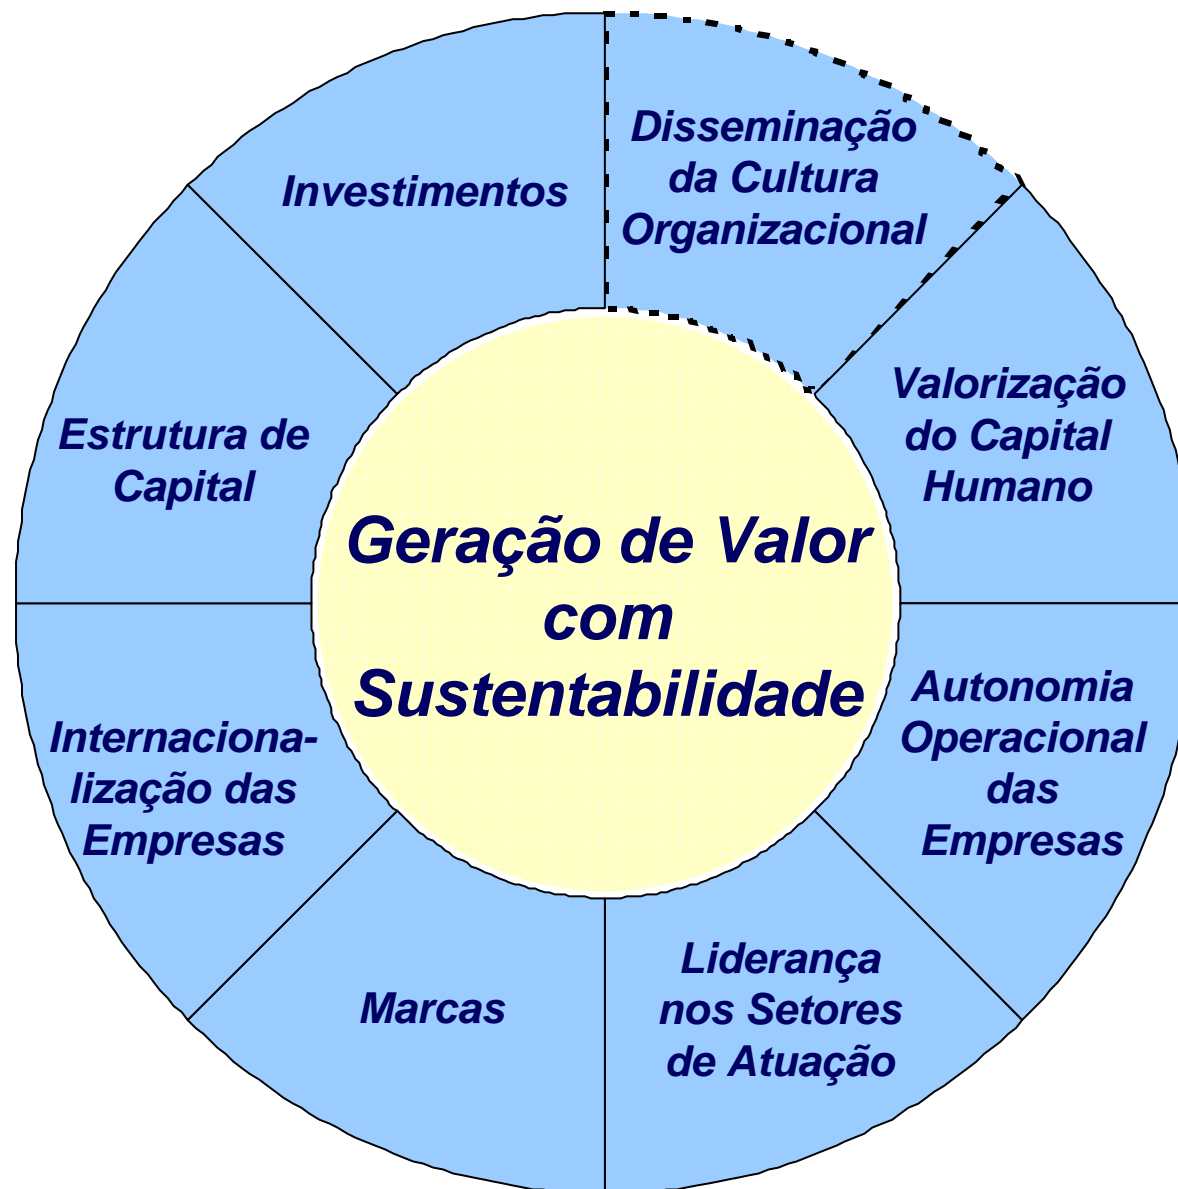 Disseminação
da Cultura
Organizacional
Valorização
do Capital
Humano
Autonomia
Operacional
das
Empresas
Liderança
nos Setores
de Atuação
Marcas
Internaciona-
lização das
Empresas
Estrutura de
Capital
Investimentos
Geração de Valor
com
Sustentabilidade